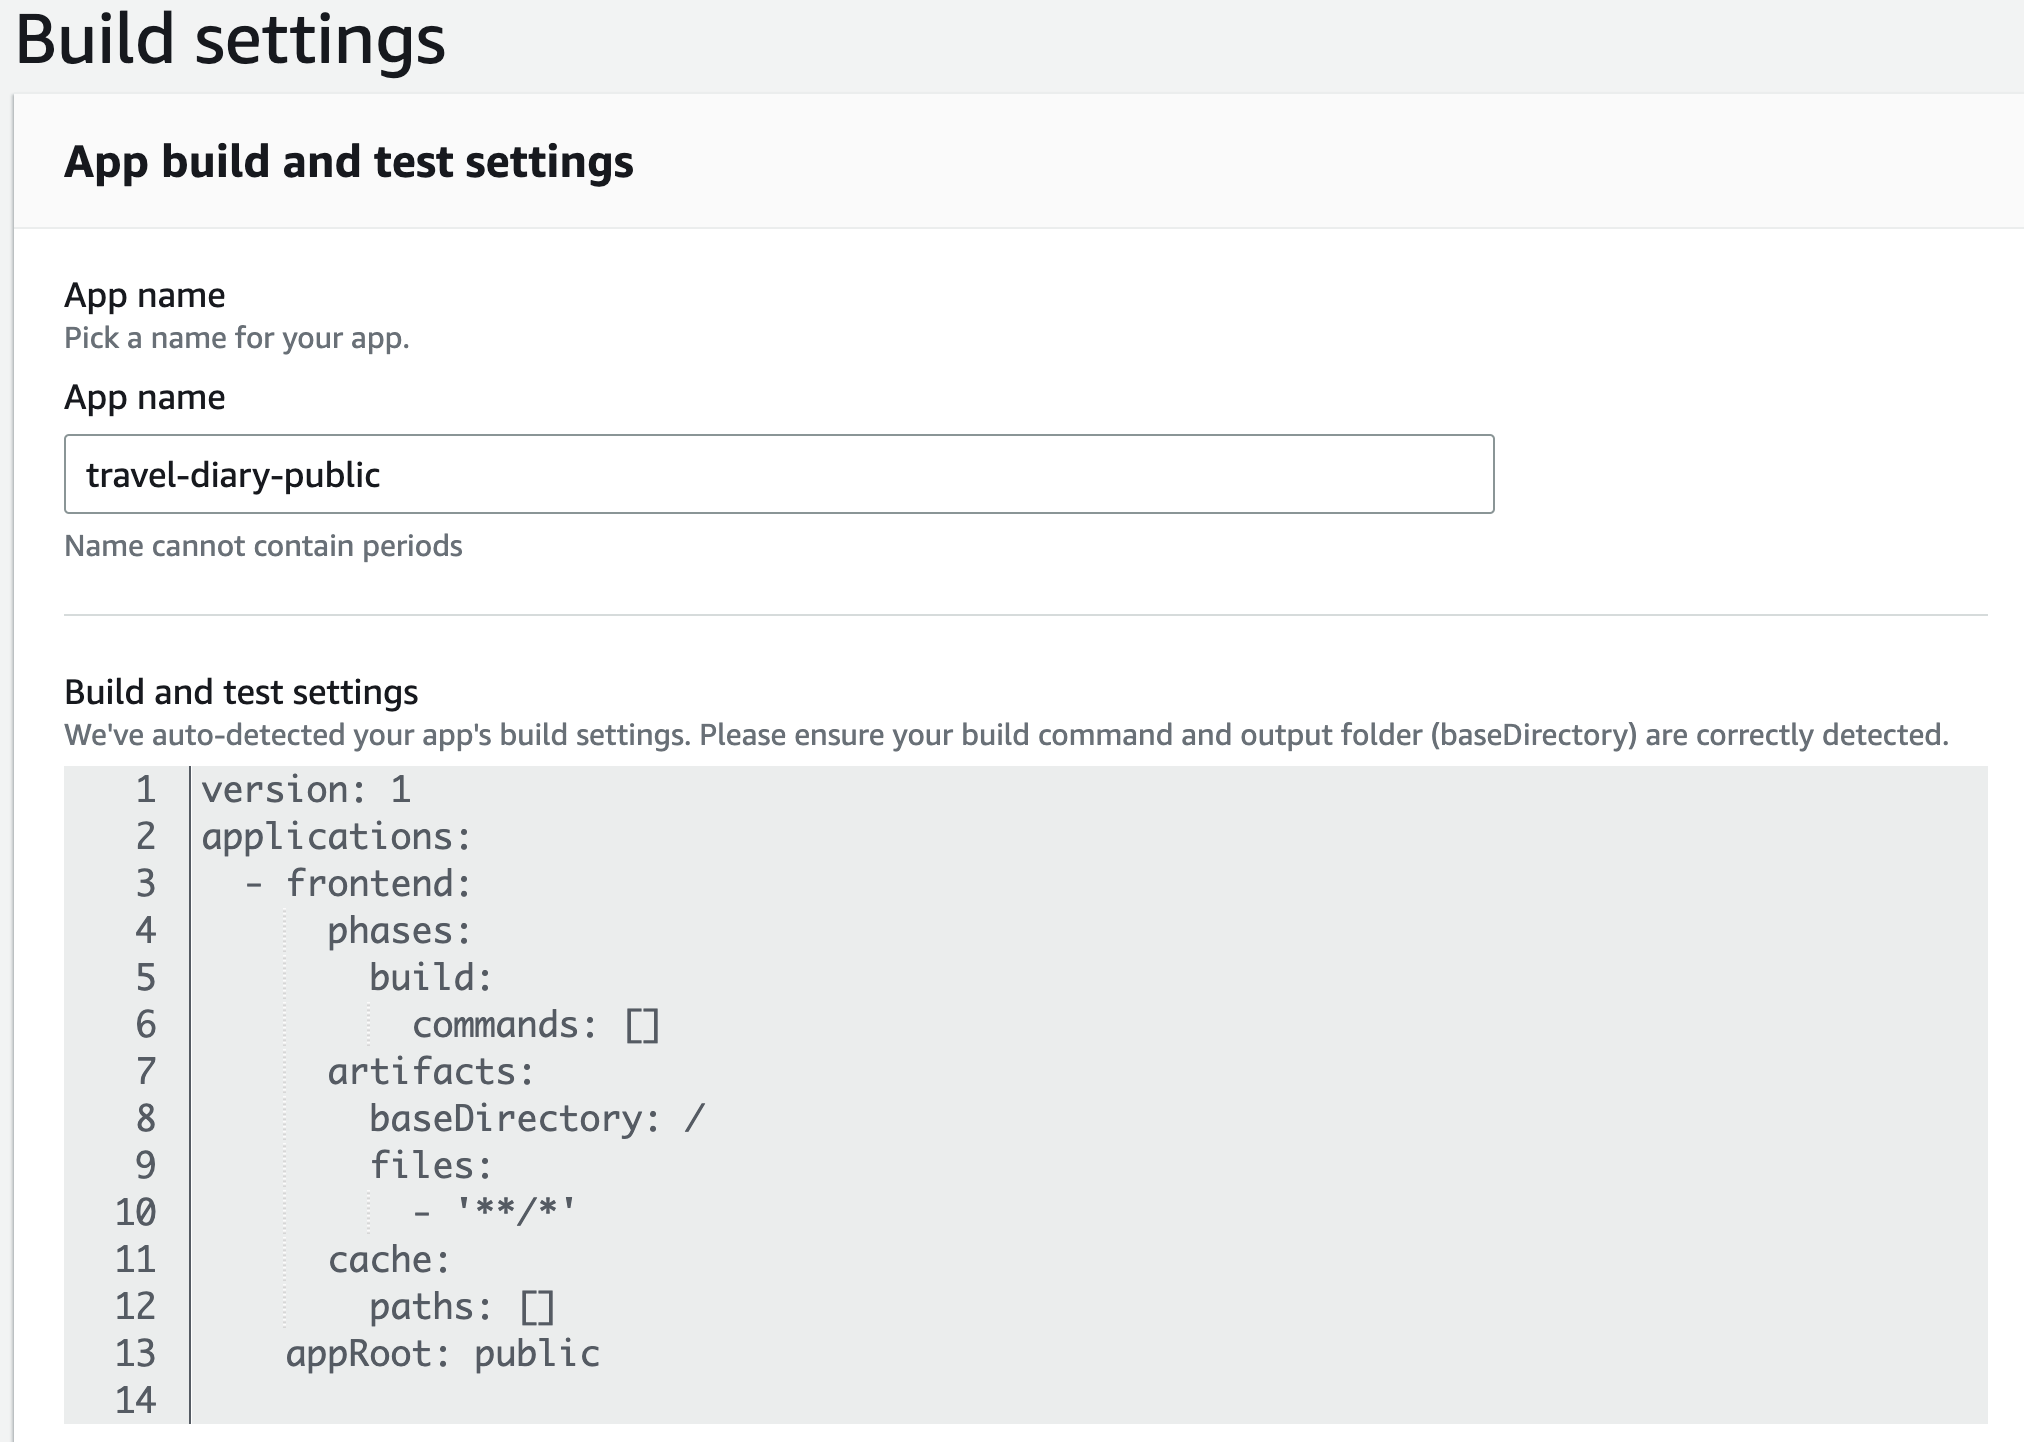 Build settings
App build and test settings
App name
Pick a name for your app.
App name
travel-diary-public
Name cannot contain periods
Build and test settings
We've auto-detected your app's build settings. Please ensure your build command and output folder (baseDirectory) are correctly detected.
1 version: 1
2 applications:
3   - frontend:
4       phases:
5         build:
6           commands: []
7       artifacts:
8         baseDirectory: /
9         files:
10           - '**/*'
11       cache:
12         paths: []
13     appRoot: public
14